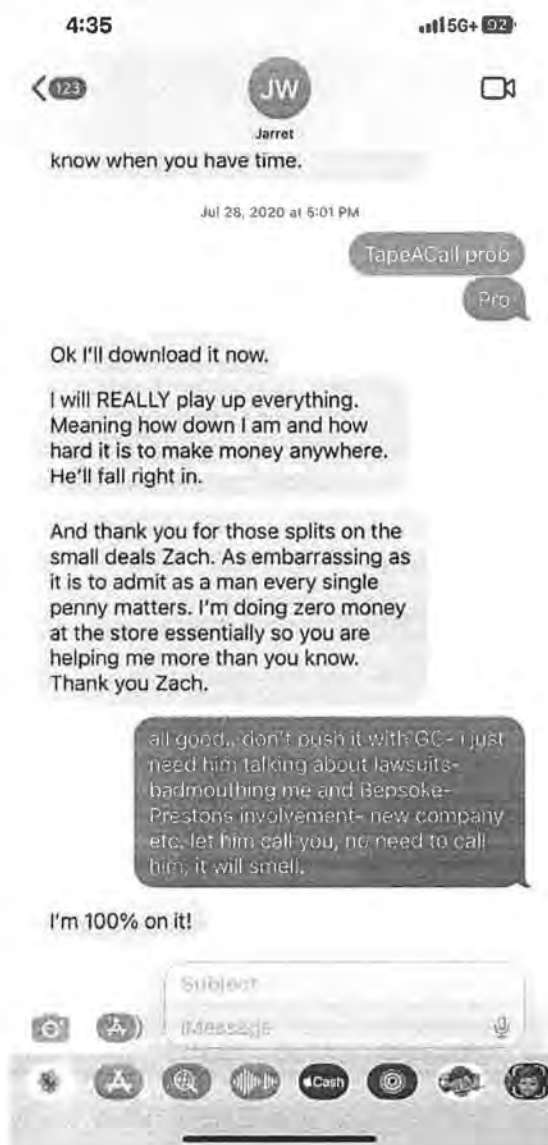 4:35
5G+ 92
123
JW
Jarret
know when you have time.
Jul 28, 2020 at 5:01 PM
TapeACall prob
Pro
Ok I'll download it now.
I will REALLY play up everything.
Meaning how down I am and how
hard it is to make money anywhere.
He'll fall right in.
And thank you for those splits on the
small deals Zach. As embarrassing as
it is to admit as a man every single
penny matters. I'm doing zero money
at the store essentially so you are
helping me more than you know.
Thank you Zach.
all good.. don't push it with GC- i just
need him talking about lawsuits-
badmouthing me and Bepsoke-
Prestons involvement- new company
etc. let him call you, no need to call
him, it will smell.
I'm 100% on it!
Subject
iMessage
Cash